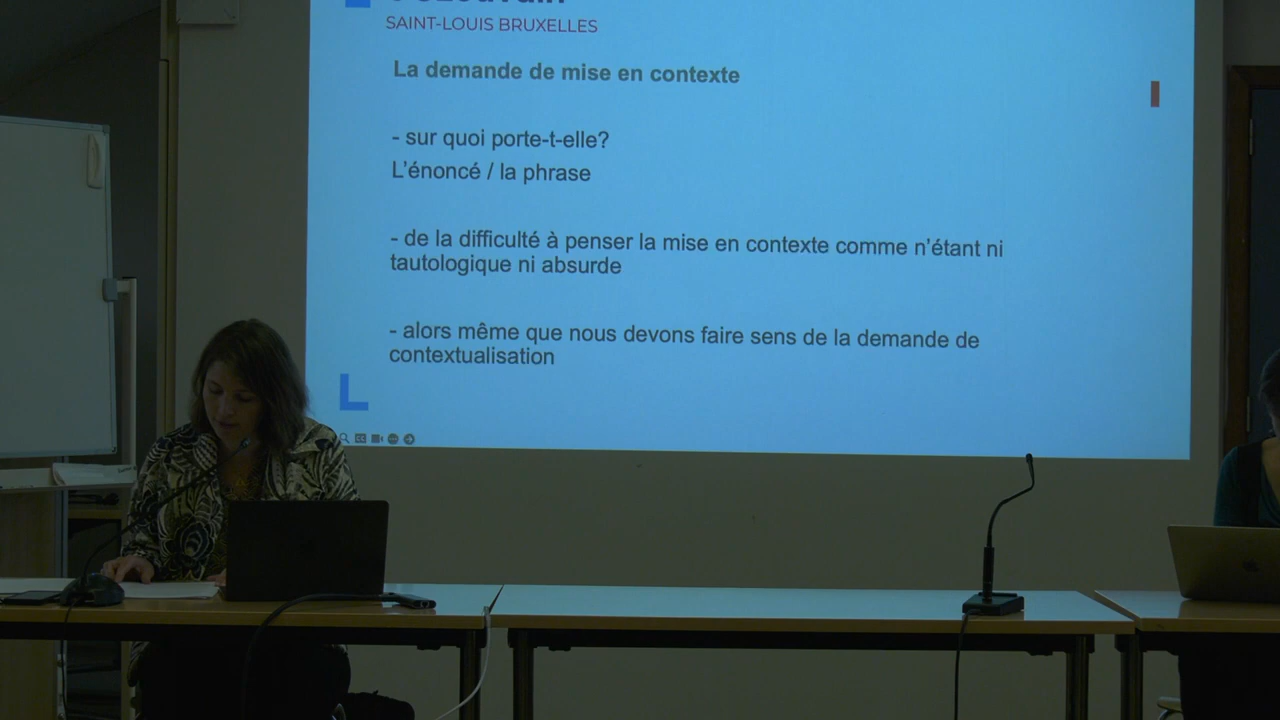 SAINT-LOUIS BRUXELLES
La demande de mise en contexte
- sur quoi porte-t-elle?
L'énoncé / la phrase
- de la difficulté à penser la mise en contexte comme n'étant ni
tautologique ni absurde
- alors même que nous devons faire sens de la demande de
contextualisation